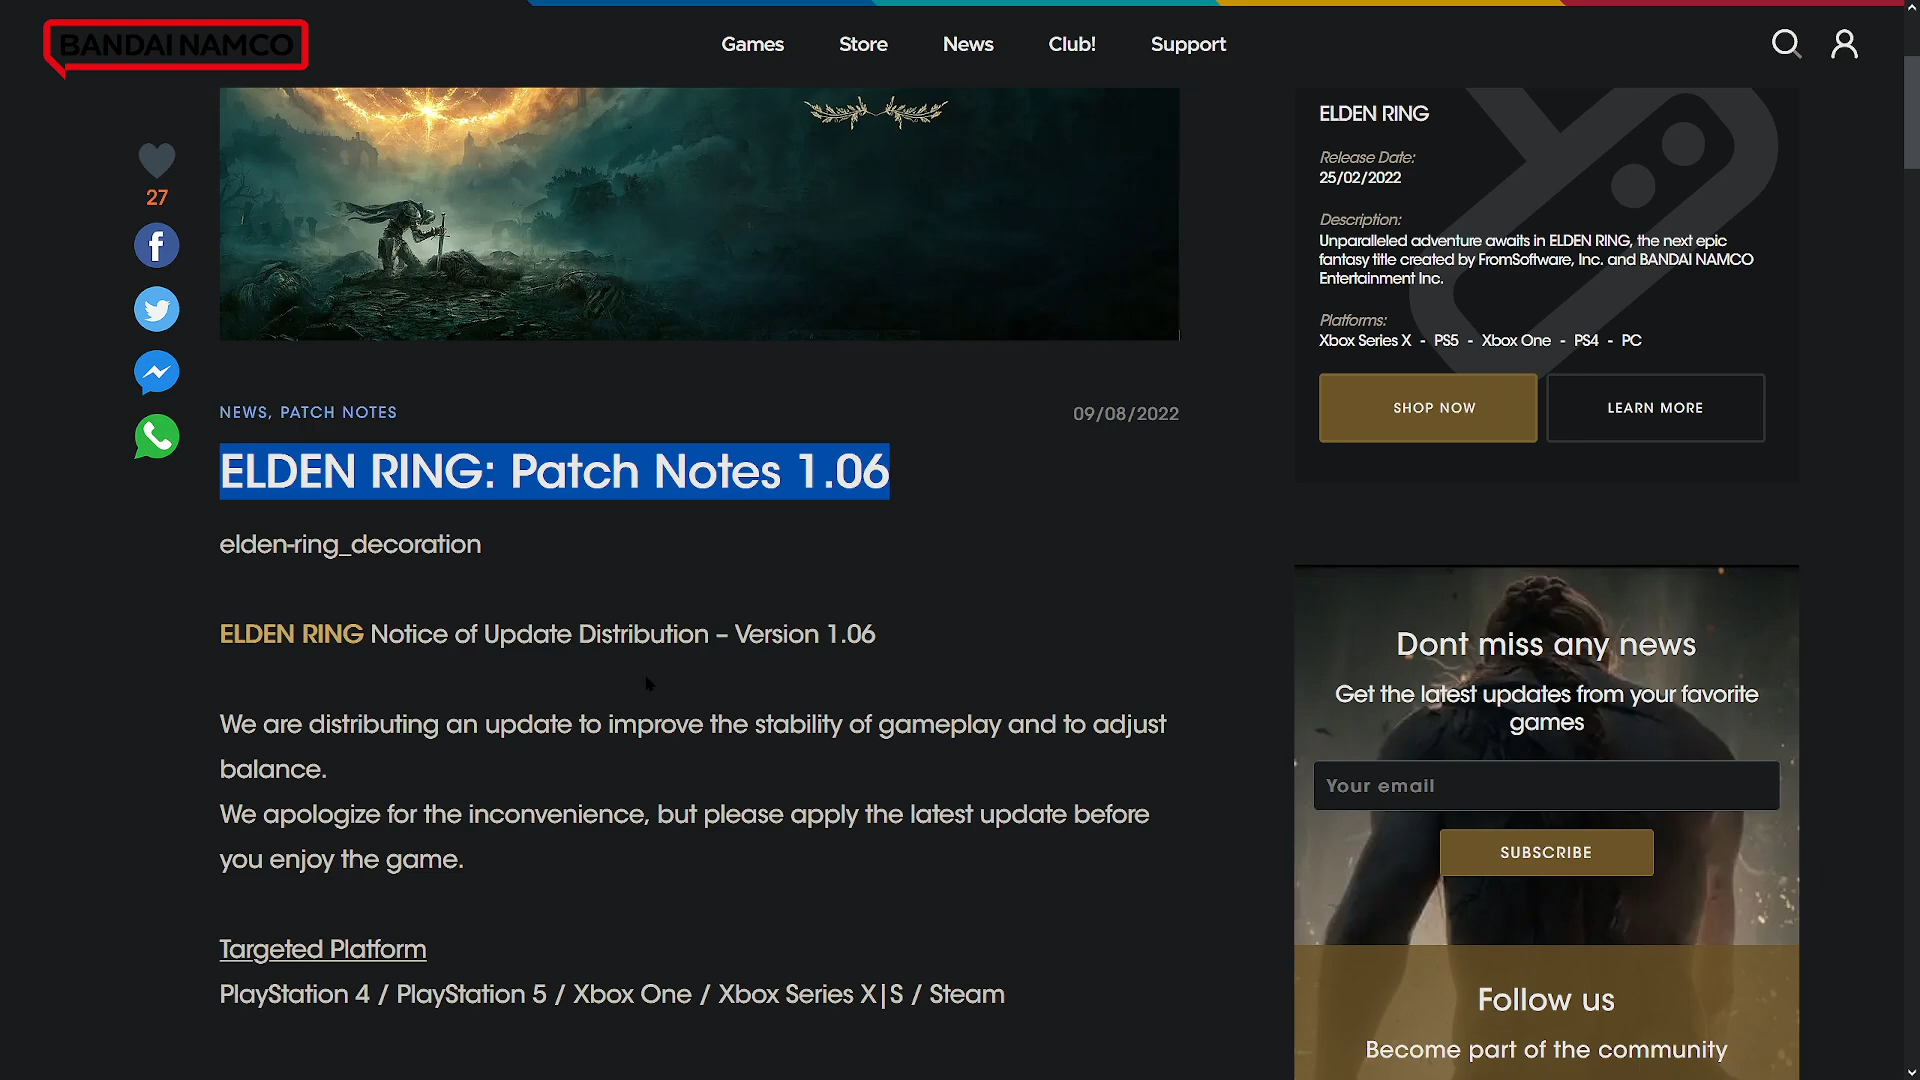 BANDAI NAMCO
Games
Store
News
Club!
Support
27
NEWS, PATCH NOTES
09/08/2022
ELDEN RING: Patch Notes 1.06
elden-ring_decoration
ELDEN RING Notice of Update Distribution – Version 1.06
We are distributing an update to improve the stability of gameplay and to adjust
balance.
We apologize for the inconvenience, but please apply the latest update before
you enjoy the game.
Targeted Platform
PlayStation 4 / PlayStation 5 / Xbox One / Xbox Series X|S / Steam
ELDEN RING
Release Date:
25/02/2022
Description:
Unparalleled adventure awaits in ELDEN RING, the next epic
fantasy title created by FromSoftware, Inc. and BANDAI NAMCO
Entertainment Inc.
Platforms:
Xbox Series X - PS5 - Xbox One - PS4 - PC
SHOP NOW
LEARN MORE
Dont miss any news
Get the latest updates from your favorite
games
Your email
SUBSCRIBE
Follow us
Become part of the community